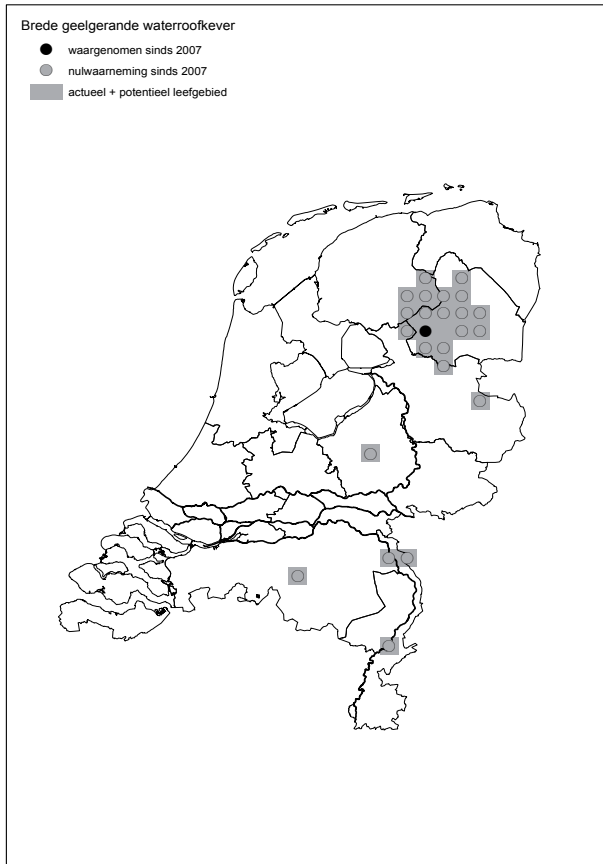 Brede geelgerande waterroofkever
waargenomen sinds 2007
nulwaarneming sinds 2007
actueel + potentieel leefgebied